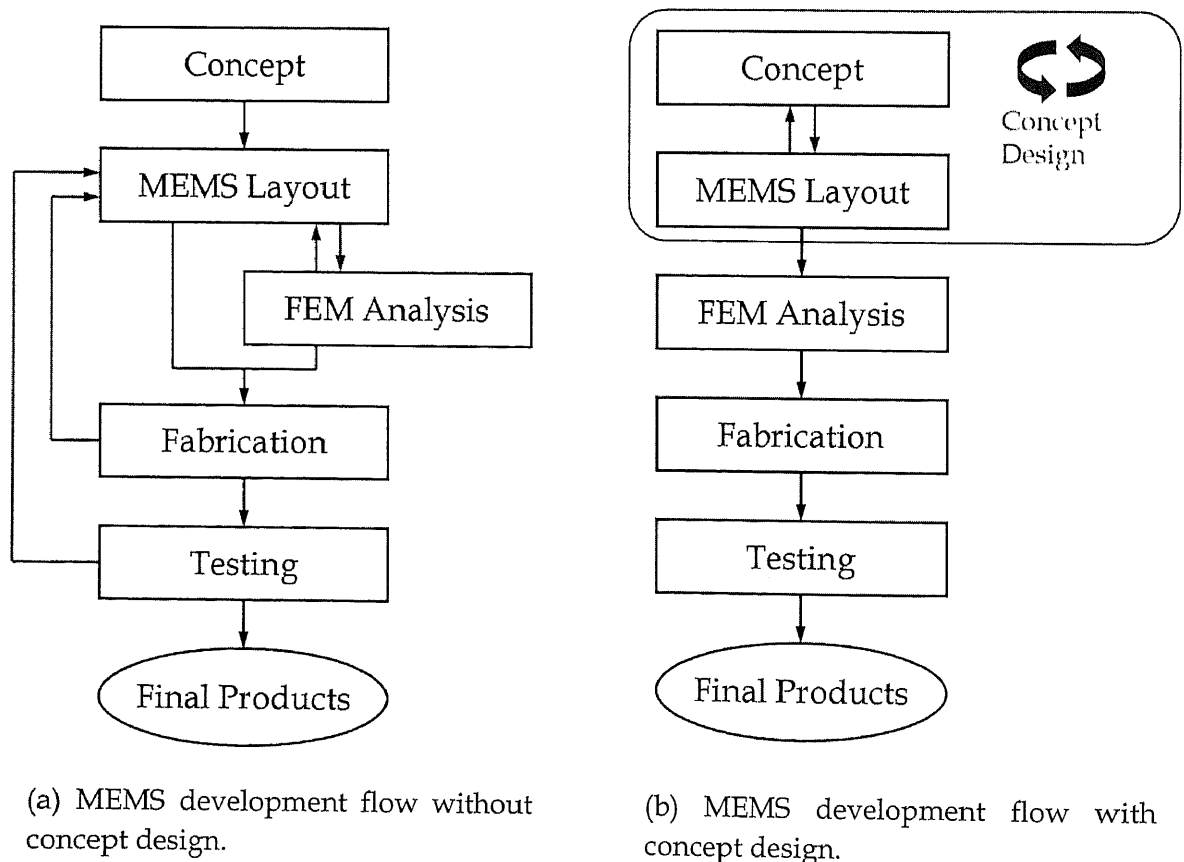 Concept
MEMS Layout
FEM Analysis
Fabrication
Testing
Final Products
(a) MEMS development flow without
concept design.
Concept
Concept
Design
MEMS Layout
FEM Analysis
Fabrication
Testing
Final Products
(b) MEMS development flow with
concept design.